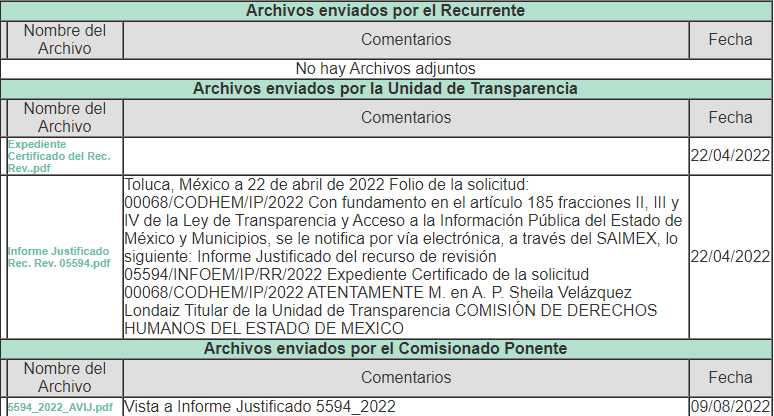 Archivos enviados por el Recurrente
Nombre del
Archivo
Comentarios
Fecha
No hay Archivos adjuntos
Archivos enviados por la Unidad de Transparencia
Nombre del
Archivo
Comentarios
Fecha
Expediente
Certificado del Rec.
Rev..pdf
22/04/2022
Informe Justificado
Rec. Rev. 05594.pdf
Toluca, México a 22 de abril de 2022 Folio de la solicitud:
00068/CODHEM/IP/2022 Con fundamento en el artículo 185 fracciones II, III y
IV de la Ley de Transparencia y Acceso a la Información Pública del Estado de
México y Municipios, se le notifica por vía electrónica, a través del SAIMEX, lo
siguiente: Informe Justificado del recurso de revisión
05594/INFOEM/IP/RR/2022 Expediente Certificado de la solicitud
00068/CODHEM/IP/2022 ATENTAMENTE M. en A. P. Sheila Velázquez
Londaiz Titular de la Unidad de Transparencia COMISIÓN DE DERECHOS
HUMANOS DEL ESTADO DE MEXICO
22/04/2022
Archivos enviados por el Comisionado Ponente
Nombre del
Archivo
Comentarios
Fecha
5594_2022_AVIJ.pdf
Vista a Informe Justificado 5594_2022
09/08/2022